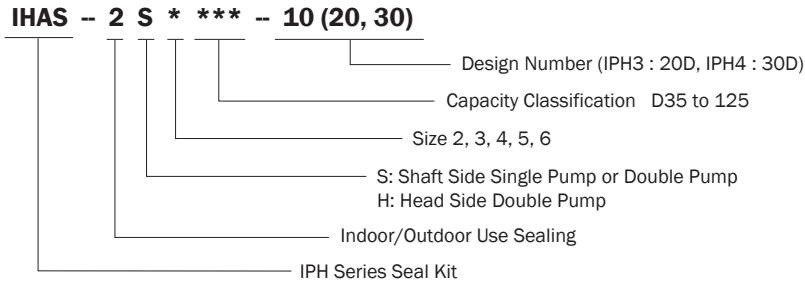 IHAS -- 2 S * *** -- 10 (20, 30)
Design Number (IPH3 : 20D, IPH4 : 30D)
Capacity Classification D35 to 125
Size 2, 3, 4, 5, 6
S: Shaft Side Single Pump or Double Pump
H: Head Side Double Pump
Indoor/Outdoor Use Sealing
IPH Series Seal Kit